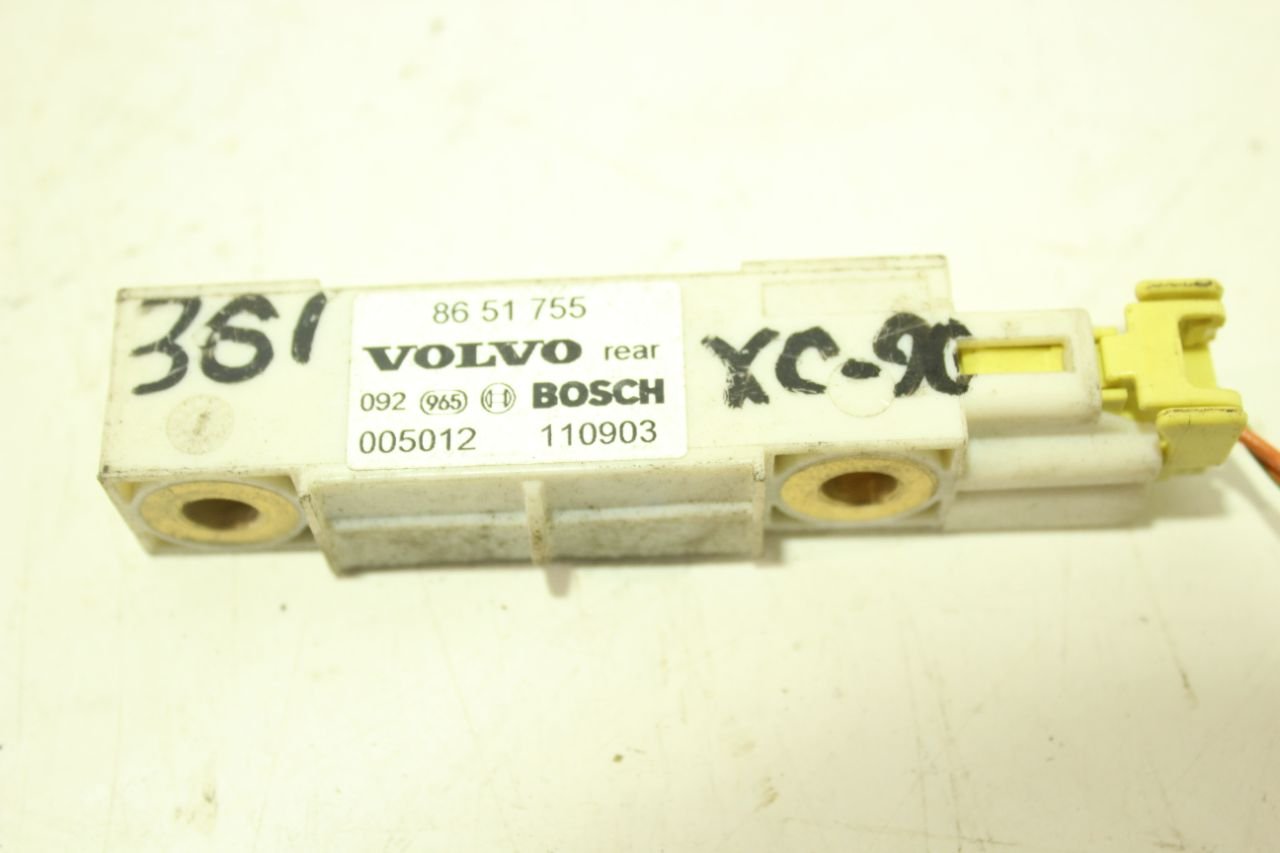 361
86 51 755
VOLVO rear
092 965 BOSCH
005012 110903
XC-90